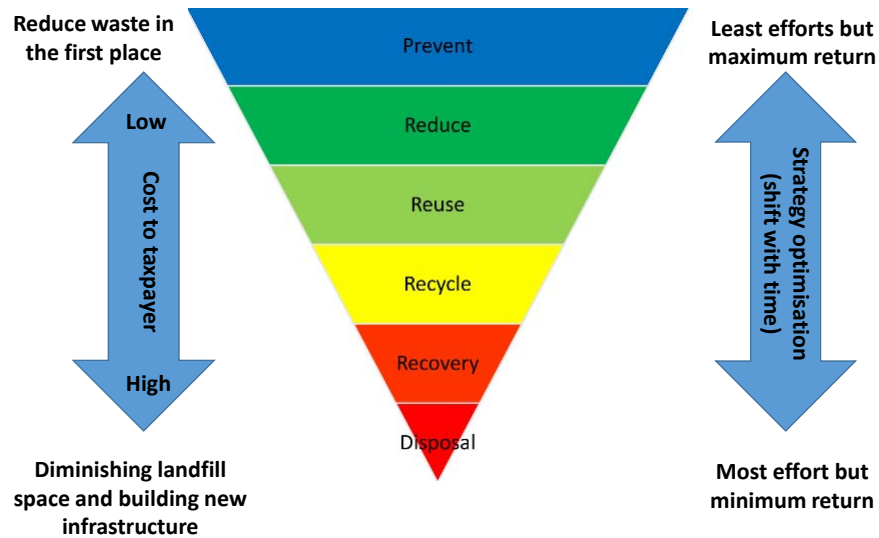 Reduce waste in
the first place
Low
Cost to taxpayer
High
Diminishing landfill
space and building new
infrastructure
Prevent
Reduce
Reuse
Recycle
Recovery
Disposal
Least efforts but
maximum return
Strategy optimisation
(shift with time)
Most effort but
minimum return